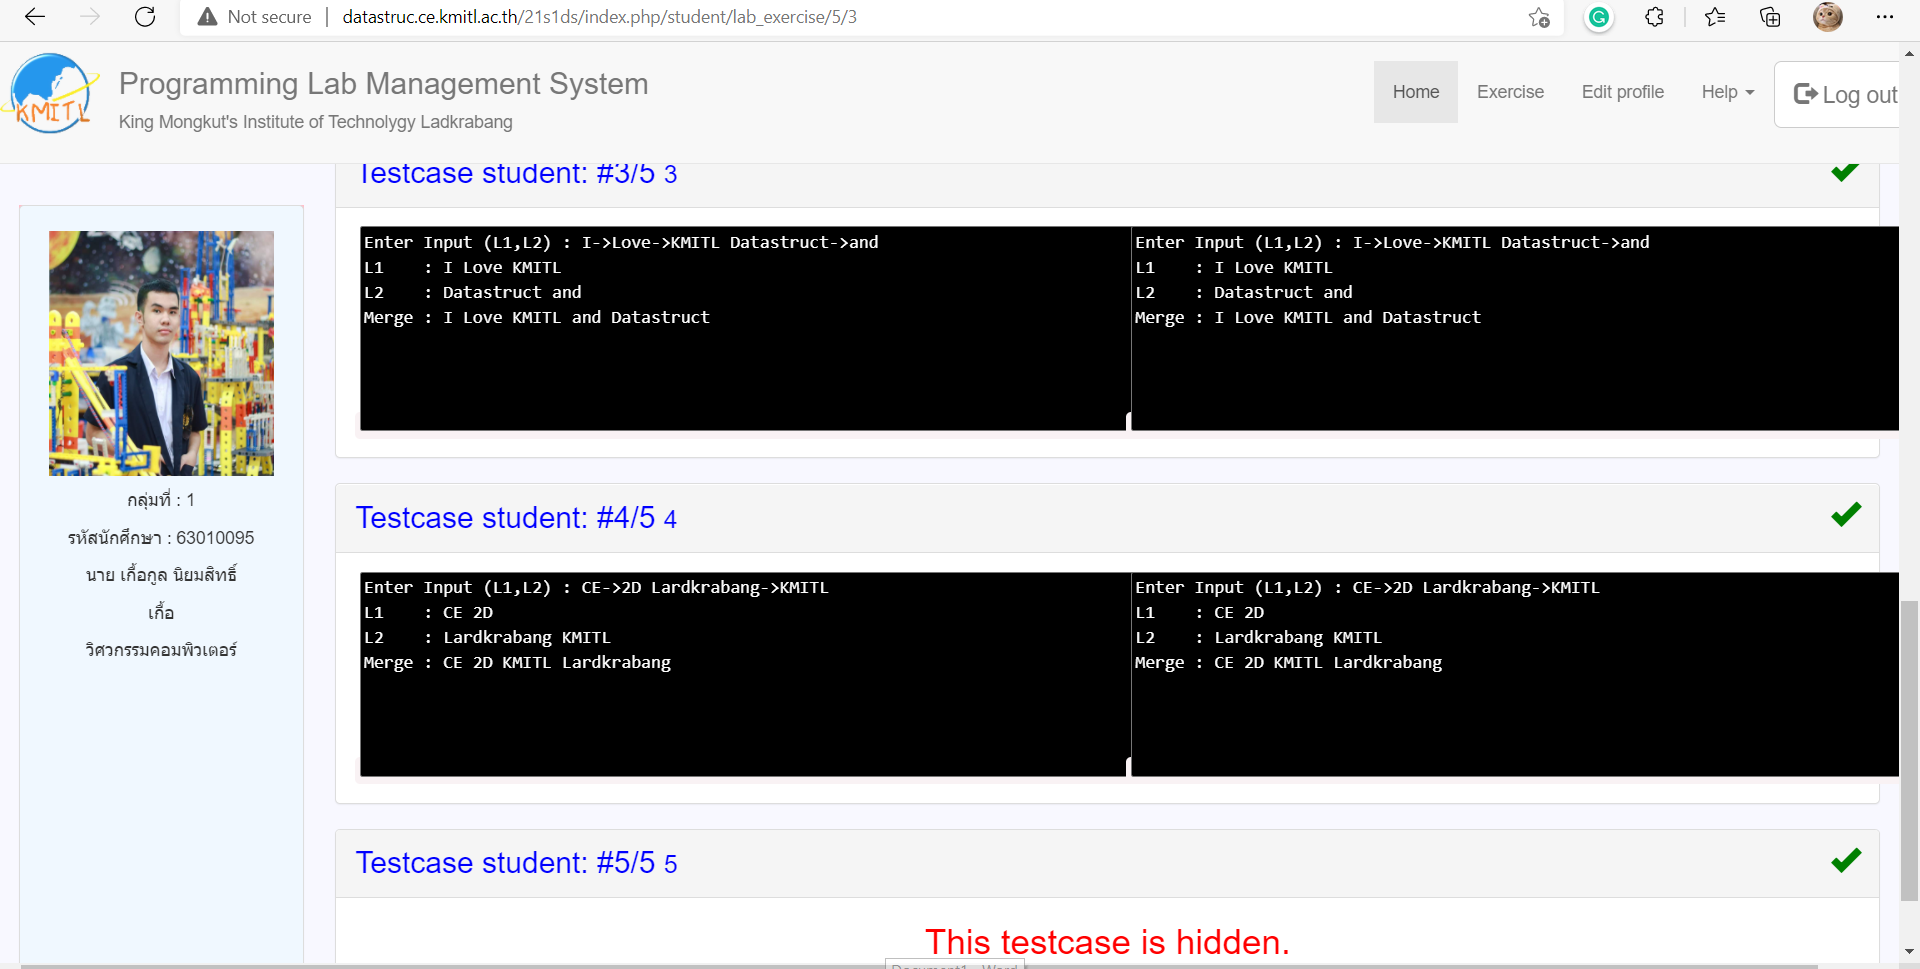 Not secure | datastruc.ce.kmitl.ac.th/21s1ds/index.php/student/lab_exercise/5/3
KMITL
Programming Lab Management System
King Mongkut's Institute of Technolygy Ladkrabang
Home Exercise Edit profile Help Log out
Testcase student: #3/5 3
Enter Input (L1,L2) : I->Love->KMITL Datastruct->and
L1    : I Love KMITL
L2    : Datastruct and
Merge : I Love KMITL and Datastruct
Enter Input (L1,L2) : I->Love->KMITL Datastruct->and
L1    : I Love KMITL
L2    : Datastruct and
Merge : I Love KMITL and Datastruct
กลุ่มที่ : 1
รหัสนักศึกษา : 63010095
นาย เกื้อกูล นิยมสิทธิ์
เกื้อ
วิศวกรรมคอมพิวเตอร์
Testcase student: #4/5 4
Enter Input (L1,L2) : CE->2D Lardkrabang->KMITL
L1    : CE 2D
L2    : Lardkrabang KMITL
Merge : CE 2D KMITL Lardkrabang
Enter Input (L1,L2) : CE->2D Lardkrabang->KMITL
L1    : CE 2D
L2    : Lardkrabang KMITL
Merge : CE 2D KMITL Lardkrabang
Testcase student: #5/5 5
This testcase is hidden.
Document1 - Word